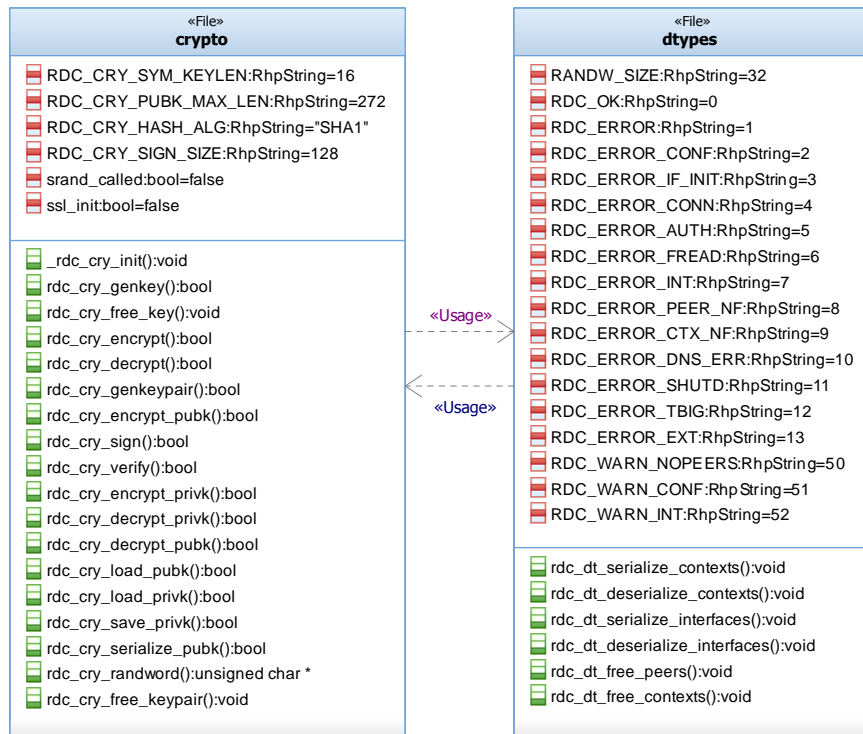 «File»
crypto
RDC_CRY_SYM_KEYLEN:RhpString=16
RDC_CRY_PUBK_MAX_LEN:RhpString=272
RDC_CRY_HASH_ALG:RhpString="SHA1"
RDC_CRY_SIGN_SIZE:RhpString=128
srand_called:bool=false
ssl_init:bool=false
_rdc_cry_init():void
rdc_cry_genkey():bool
rdc_cry_free_key():void
rdc_cry_encrypt():bool
rdc_cry_decrypt():bool
rdc_cry_genkeypair():bool
rdc_cry_encrypt_pubk():bool
rdc_cry_sign():bool
rdc_cry_verify():bool
rdc_cry_encrypt_privk():bool
rdc_cry_decrypt_privk():bool
rdc_cry_decrypt_pubk():bool
rdc_cry_load_pubk():bool
rdc_cry_load_privk():bool
rdc_cry_save_privk():bool
rdc_cry_serialize_pubk():bool
rdc_cry_randword():unsigned char *
rdc_cry_free_keypair():void
«Usage»
«Usage»
«File»
dtypes
RANDW_SIZE:RhpString=32
RDC_OK:RhpString=0
RDC_ERROR:RhpString=1
RDC_ERROR_CONF:RhpString=2
RDC_ERROR_IF_INIT:RhpString=3
RDC_ERROR_CONN:RhpString=4
RDC_ERROR_AUTH:RhpString=5
RDC_ERROR_FREAD:RhpString=6
RDC_ERROR_INT:RhpString=7
RDC_ERROR_PEER_NF:RhpString=8
RDC_ERROR_CTX_NF:RhpString=9
RDC_ERROR_DNS_ERR:RhpString=10
RDC_ERROR_SHUTD:RhpString=11
RDC_ERROR_TBIG:RhpString=12
RDC_ERROR_EXT:RhpString=13
RDC_WARN_NOPEERS:RhpString=50
RDC_WARN_CONF:RhpString=51
RDC_WARN_INT:RhpString=52
rdc_dt_serialize_contexts():void
rdc_dt_deserialize_contexts():void
rdc_dt_serialize_interfaces():void
rdc_dt_deserialize_interfaces():void
rdc_dt_free_peers():void
rdc_dt_free_contexts():void